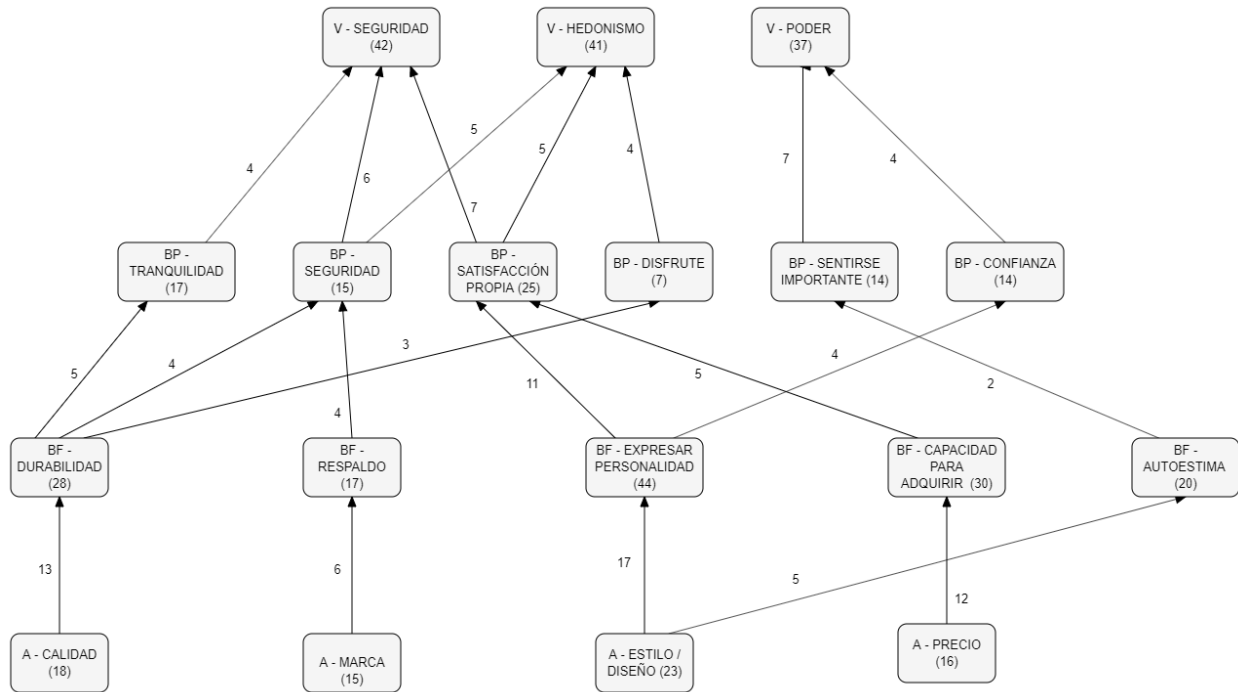 V - SEGURIDAD
(42)
V - HEDONISMO
(41)
V - PODER
(37)
4
6
5
7
5
4
7
4
BP -
TRANQUILIDAD
(17)
BP -
SEGURIDAD
(15)
BP -
SATISFACCIÓN
PROPIA (25)
BP - DISFRUTE
(7)
BP - SENTIRSE
IMPORTANTE (14)
BP - CONFIANZA
(14)
5
4
3
4
11
5
4
2
BF -
DURABILIDAD
(28)
BF -
RESPALDO
(17)
BF - EXPRESAR
PERSONALIDAD
(44)
BF - CAPACIDAD
PARA
ADQUIRIR (30)
BF -
AUTOESTIMA
(20)
13
6
17
5
12
A - CALIDAD
(18)
A - MARCA
(15)
A - ESTILO /
DISEÑO (23)
A - PRECIO
(16)